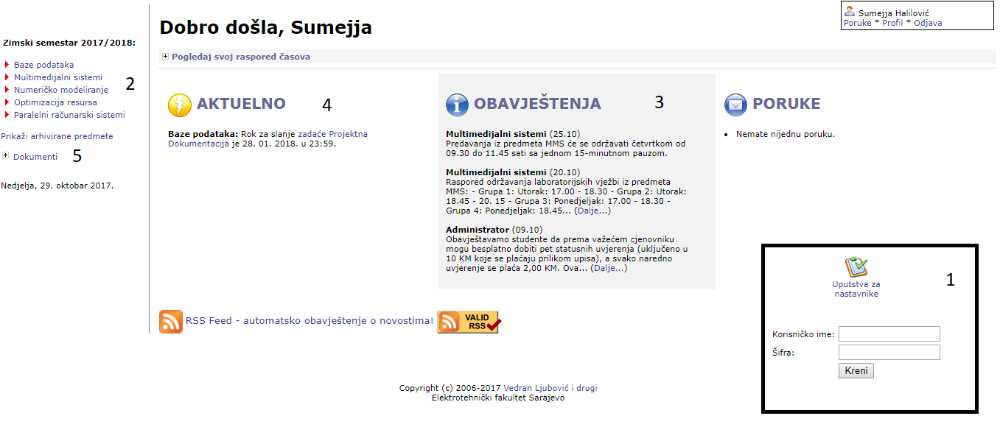 Sumejja Halilović
Poruke * Profil * Odjava
Zimski semestar 2017/2018:
Baze podataka
Multimedijalni sistemi
Numeričko modeliranje
Optimizacija resursa
Paralelni računarski sistemi
2
Prikaži arhivirane predmete
Dokumenti 5
Nedjelja, 29. oktobar 2017.
Dobro došla, Sumejja
Pogledaj svoj raspored časova
AKTUELNO 4
Baze podataka: Rok za slanje zadaće Projektna
Dokumentacija je 28. 01. 2018. u 23:59.
OBAVJEŠTENJA 3
Multimedijalni sistemi (25.10)
Predavanja iz predmeta MMS će se održavati četvrtkom od
09.30 do 11.45 sati sa jednom 15-minutnom pauzom.
Multimedijalni sistemi (20.10)
Raspored održavanja laboratorijskih vježbi iz predmeta
MMS: - Grupa 1: Utorak: 17.00 - 18.30 - Grupa 2: Utorak:
18.45 - 20. 15 - Grupa 3: Ponedjeljak: 17.00 - 18.30 -
Grupa 4: Ponedjeljak: 18.45... (Dalje...)
Administrator (09.10)
Obavještavamo studente da prema važećem cjenovniku
mogu besplatno dobiti pet statusnih uvjerenja (uključeno u
10 KM koje se plaćaju prilikom upisa), a svako naredno
uvjerenje se plaća 2,00 KM. Ova... (Dalje...)
PORUKE
Nemate nijednu poruku.
RSS Feed - automatsko obavještenje o novostima!
VALID
RSS
1
Uputstva za
nastavnike
Korisničko ime:
Šifra:
Kreni
Copyright (c) 2006-2017 Vedran Ljubović i drugi
Elektrotehnički fakultet Sarajevo